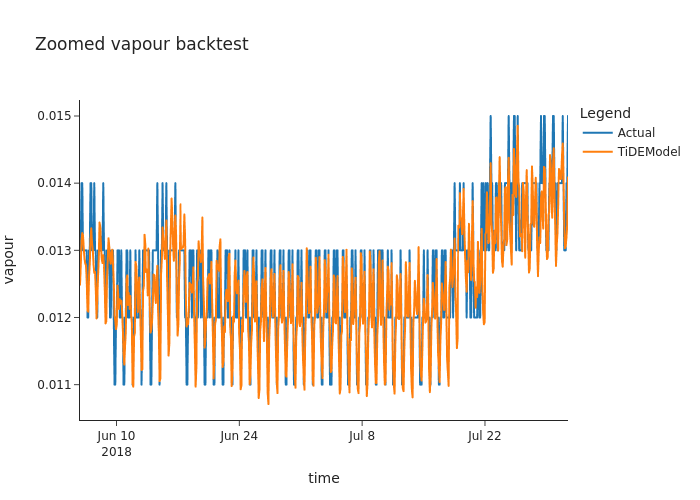 Zoomed vapour backtest
Legend
Actual
TiDEModel
0.015
0.014
0.013
0.012
0.011
vapour
Jun 10
2018
Jun 24
Jul 8
Jul 22
time